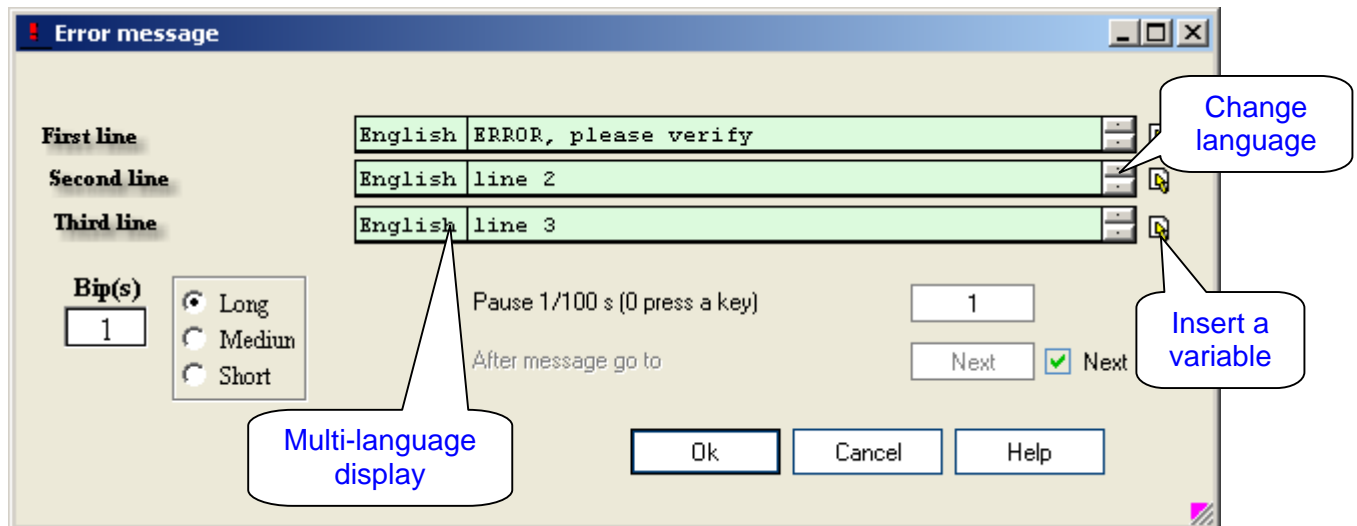 Error message
Change
language
First line English ERROR, please verify
Second line English line 2
Third line English line 3
Bip(s)
1
Long
Mediun
Short
Pause 1/100 s (0 press a key) 1
After message go to Next Next
Insert a
variable
Multi-language
display
Ok Cancel Help